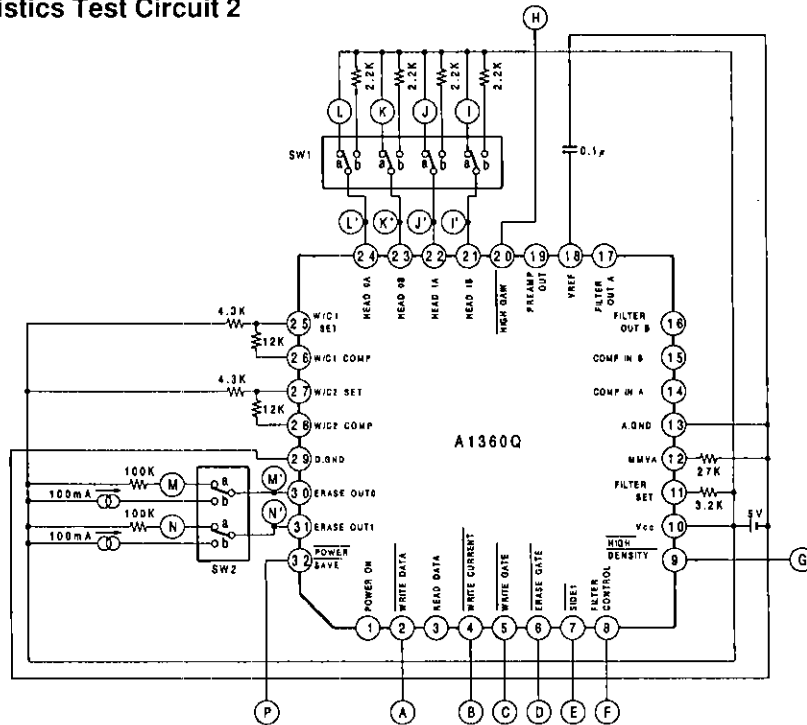 istics Test Circuit 2
H
2.2K
2.2K
2.2K
2.2K
L
K
J
I
0.1μ
SW1
a b
a b
a b
a b
L'
K'
J'
I'
24
23
22
21
20
19
18
17
HEAD 0A
HEAD 0B
HEAD 1A
HEAD 1B
HIGH GAIN
PREAMP OUT
VREF
FILTER OUT A
4.3K
25 W/C1 SET
12K
26 W/C1 COMP
4.3K
27 W/C2 SET
12K
28 W/C2 COMP
29 D.GND
100K
M
a
M'
30 ERASE OUT0
100mA
b
100K
N
a
N'
31 ERASE OUT1
100mA
b
SW2
32 POWER SAVE
A1360Q
FILTER OUT B 16
COMP IN B 15
COMP IN A 14
A.GND 13
MMVA 12
27K
FILTER SET 11
3.2K
Vcc 10
5V
HIGH DENSITY 9
G
POWER ON
WRITE DATA
READ DATA
WRITE CURRENT
WRITE GATE
ERASE GATE
SIDE1
FILTER CONTROL
1
2
3
4
5
6
7
8
P
A
B
C
D
E
F